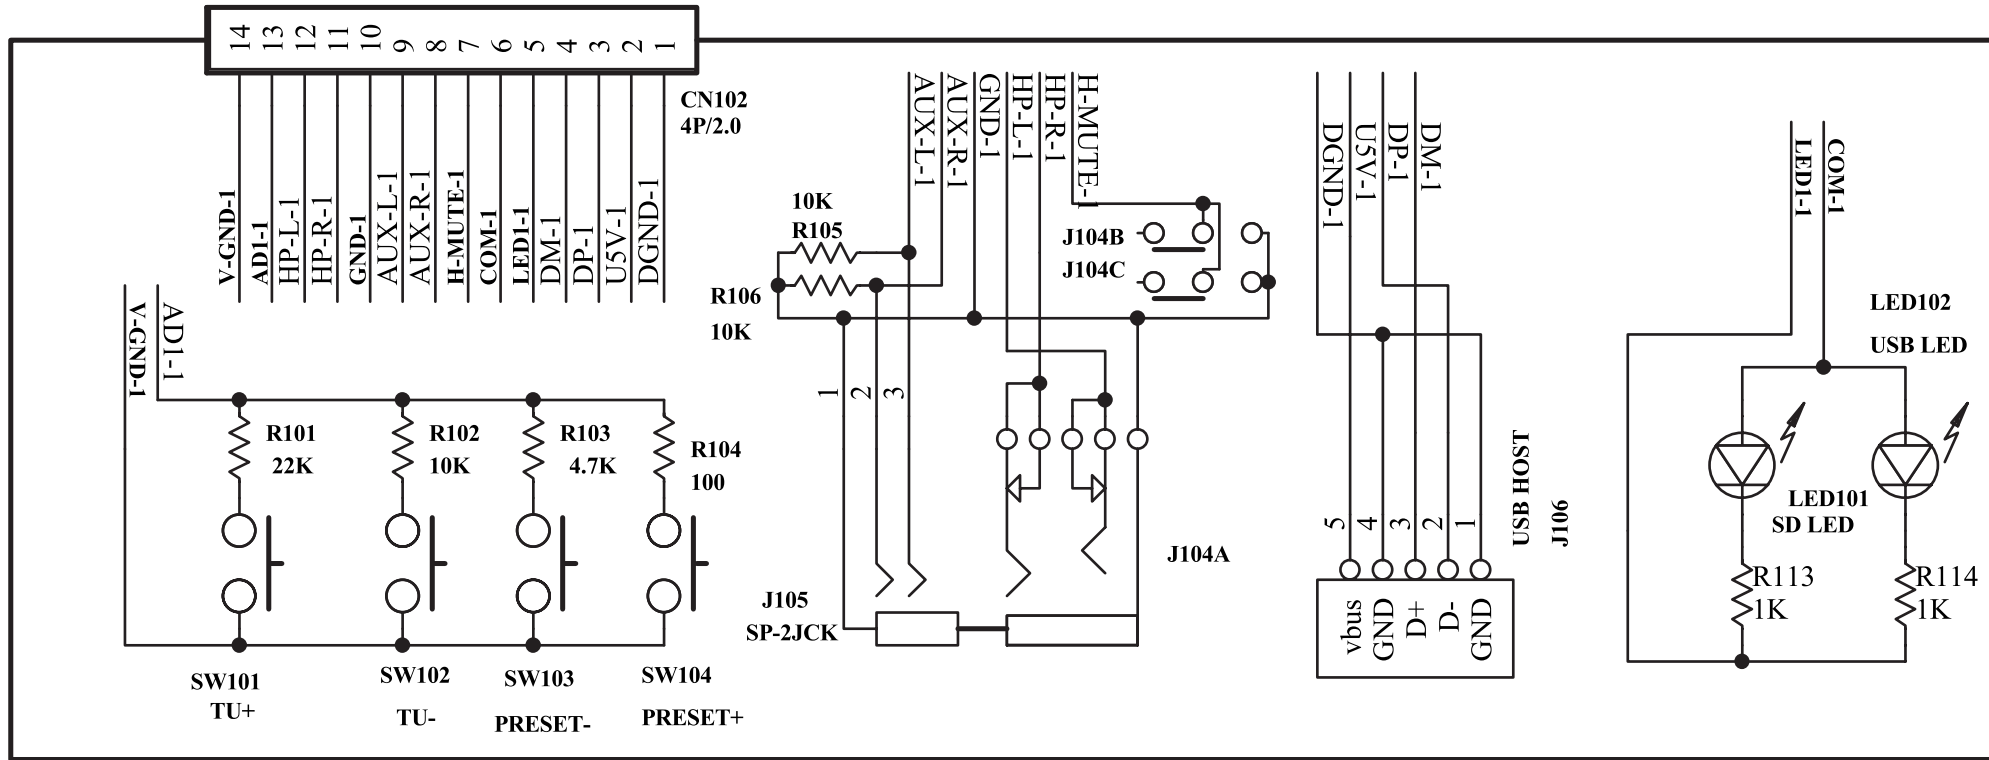 14
13
12
11
10
9
8
7
6
5
4
3
2
1
CN102
4P/2.0
V-GND-1
AD1-1
HP-L-1
HP-R-1
GND-1
AUX-L-1
AUX-R-1
H-MUTE-1
COM-1
LED1-1
DM-1
DP-1
U5V-1
DGND-1
V-GND-1
AD1-1
R101
22K
R102
10K
R103
4.7K
R104
100
SW101
TU+
SW102
TU-
SW103
PRESET-
SW104
PRESET+
AUX-L-1
AUX-R-1
GND-1
HP-L-1
HP-R-1
H-MUTE-1
10K
R105
R106
10K
J104B
J104C
1
2
3
J105
SP-2JCK
J104A
DGND-1
U5V-1
DP-1
DM-1
5
4
3
2
1
vbus
GND
D+
D-
GND
USB HOST
J106
LED1-1
COM-1
LED102
USB LED
LED101
SD LED
R113
1K
R114
1K